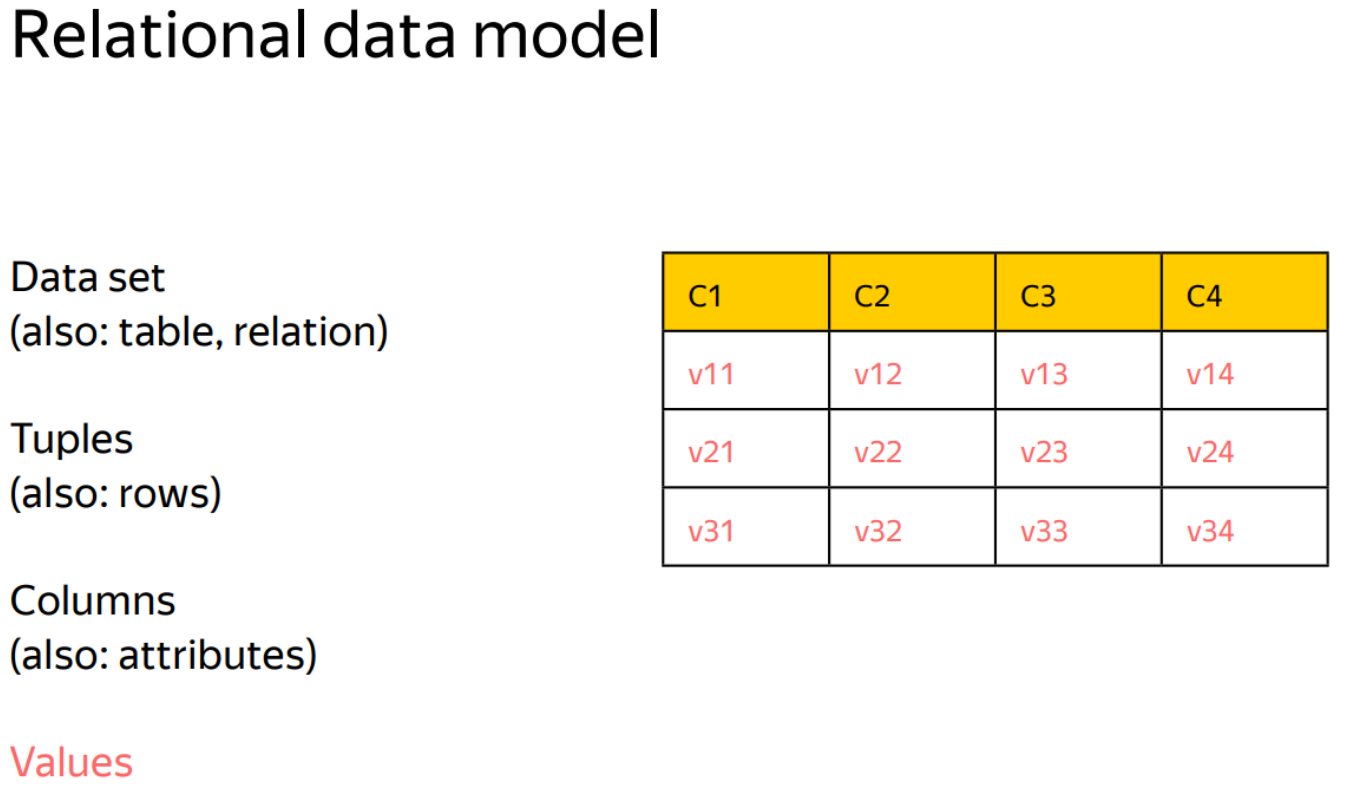 Relational data model
Data set
(also: table, relation)
Tuples
(also: rows)
Columns
(also: attributes)
Values
C1 C2 C3 C4
v11 v12 v13 v14
v21 v22 v23 v24
v31 v32 v33 v34